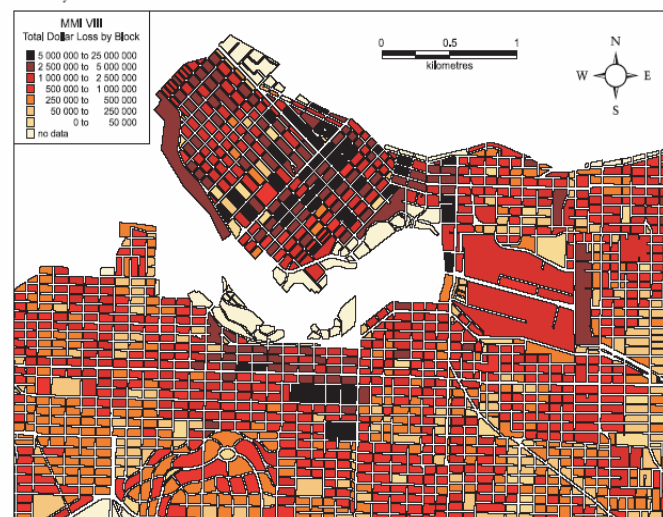 MMI VIII
Total Dollar Loss by Block
5 000 000 to 25 000 000
2 500 000 to 5 000 000
1 000 000 to 2 500 000
500 000 to 1 000 000
250 000 to 500 000
50 000 to 250 000
0 to 50 000
no data
0 0.5 1
kilometres
N
W E
S